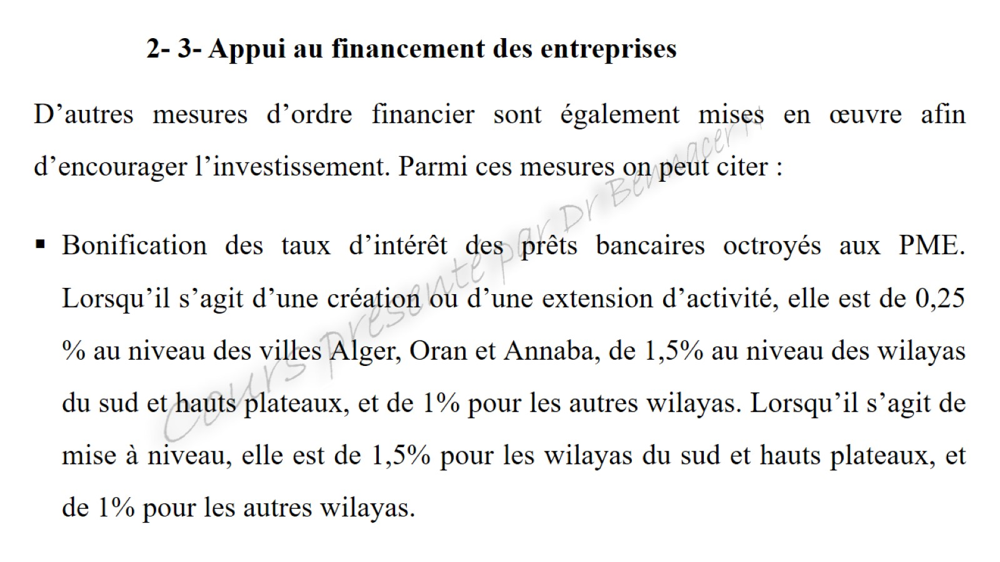 2- 3- Appui au financement des entreprises
D’autres mesures d’ordre financier sont également mises en œuvre afin
d’encourager l’investissement. Parmi ces mesures on peut citer :
▪ Bonification des taux d’intérêt des prêts bancaires octroyés aux PME.
Lorsqu’il s’agit d’une création ou d’une extension d’activité, elle est de 0,25
% au niveau des villes Alger, Oran et Annaba, de 1,5% au niveau des wilayas
du sud et hauts plateaux, et de 1% pour les autres wilayas. Lorsqu’il s’agit de
mise à niveau, elle est de 1,5% pour les wilayas du sud et hauts plateaux, et
de 1% pour les autres wilayas.
Cours présenté par Dr Bennacer N